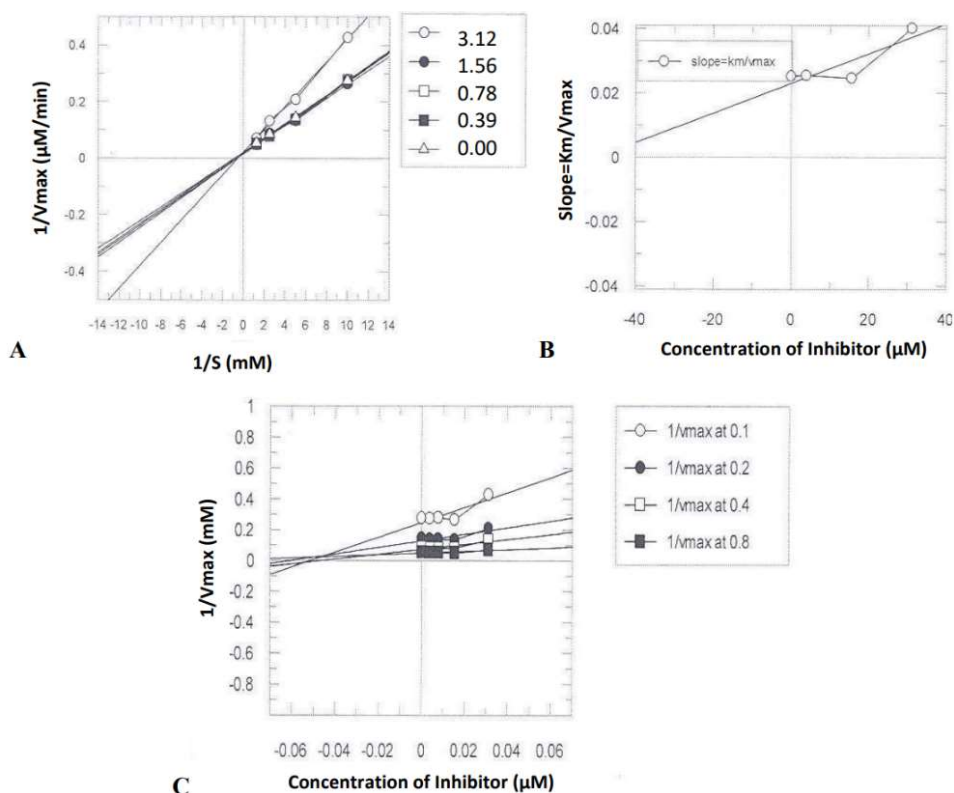 0.4
0.2
0
-0.2
-0.4
-14 -12 -10 -8 -6 -4 -2 0 2 4 6 8 10 12 14
1/Vmax (µM/min)
1/S (mM)
3.12
1.56
0.78
0.39
0.00
A
0.04
0.02
0
-0.02
-0.04
-40 -20 0 20 40
slope=km/vmax
Slope=Km/Vmax
Concentration of Inhibitor (µM)
B
1
0.8
0.6
0.4
0.2
0
-0.2
-0.4
-0.6
-0.8
-0.06 -0.04 -0.02 0 0.02 0.04 0.06
1/Vmax (mM)
Concentration of Inhibitor (µM)
1/vmax at 0.1
1/vmax at 0.2
1/vmax at 0.4
1/vmax at 0.8
C